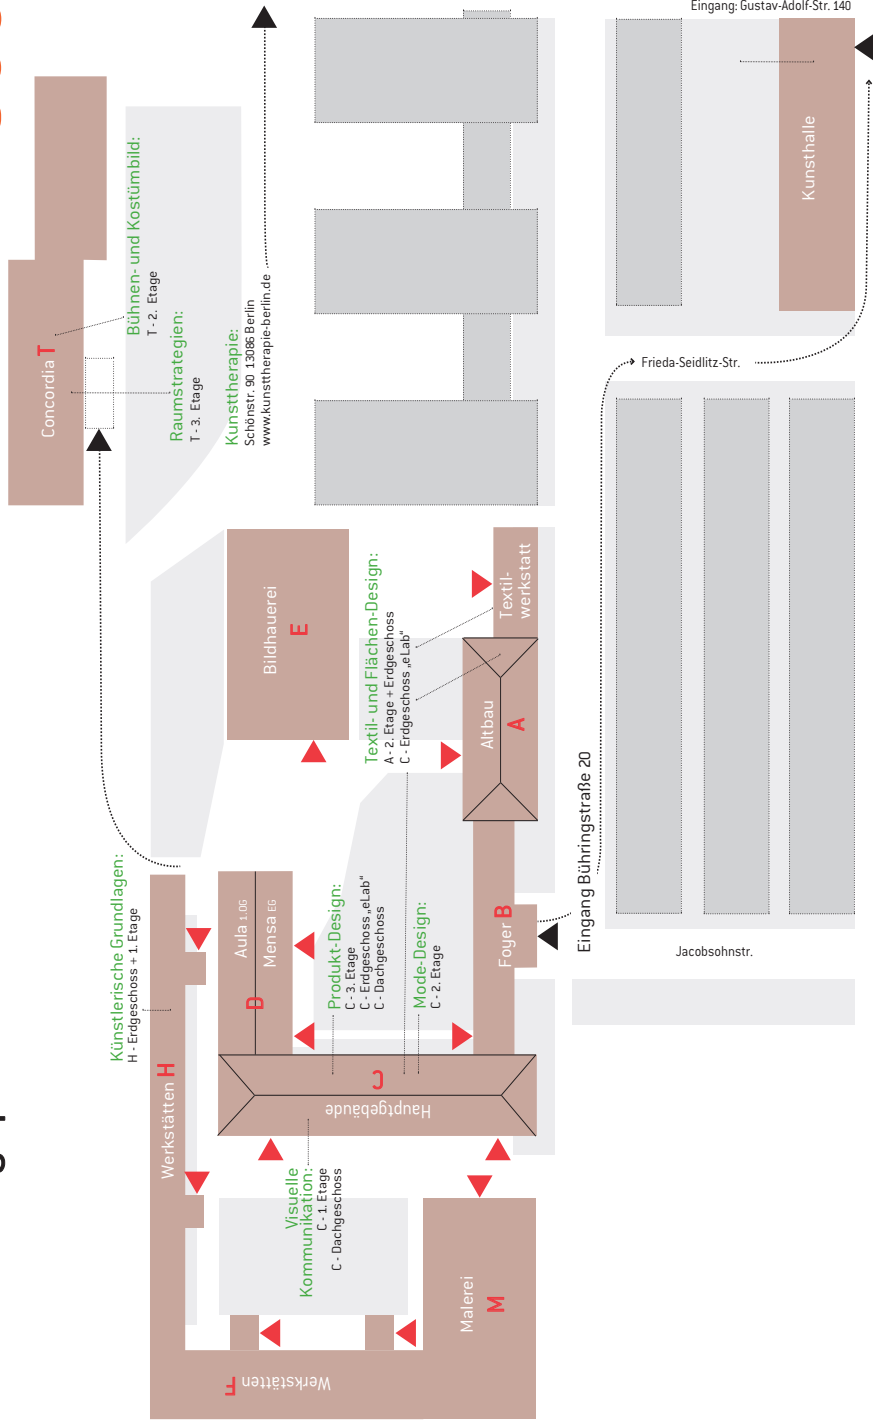 Eingang: Gustav-Adolf-Str. 140
Kunsthalle
Frieda-Seidlitz-Str.
Concordia T
Bühnen- und Kostümbild:
T - 2. Etage
Raumstrategien:
T - 3. Etage
Kunsttherapie:
Schönstr. 90 13086 Berlin
www.kunsttherapie-berlin.de
Bildhauerei
E
Textil- und Flächen-Design:
A - 2. Etage + Erdgeschoss
C - Erdgeschoss „eLab“
Textil-
werkstatt
Altbau
A
Eingang Bühringstraße 20
Jacobsohnstr.
Künstlerische Grundlagen:
H - Erdgeschoss + 1. Etage
Werkstätten H
Aula 1.OG
Mensa EG
D
Produkt-Design:
C - 3. Etage
C - Erdgeschoss „eLab“
C - Dachgeschoss
Mode-Design:
C - 2. Etage
Foyer B
C
Hauptgebäude
Visuelle
Kommunikation:
C - 1. Etage
C - Dachgeschoss
Malerei
M
Werkstätten F